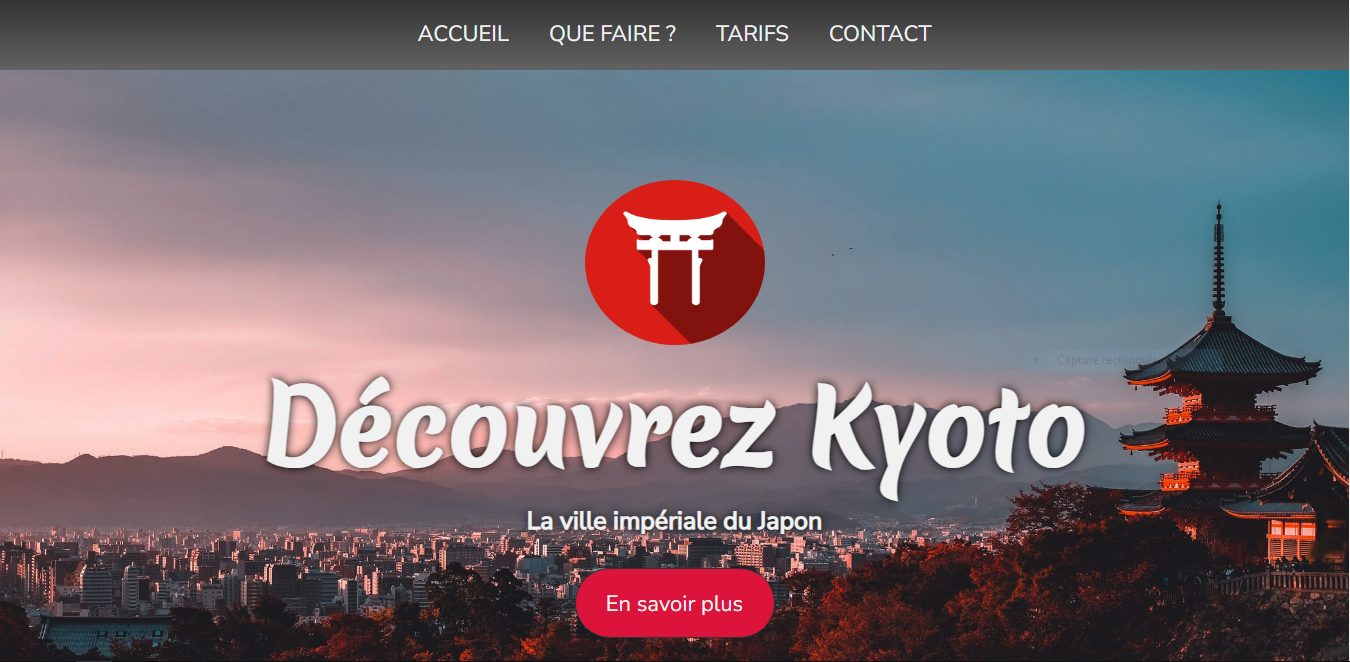 ACCUEIL QUE FAIRE ? TARIFS CONTACT
Capture rectangulaire
Découvrez Kyoto
La ville impériale du Japon
En savoir plus